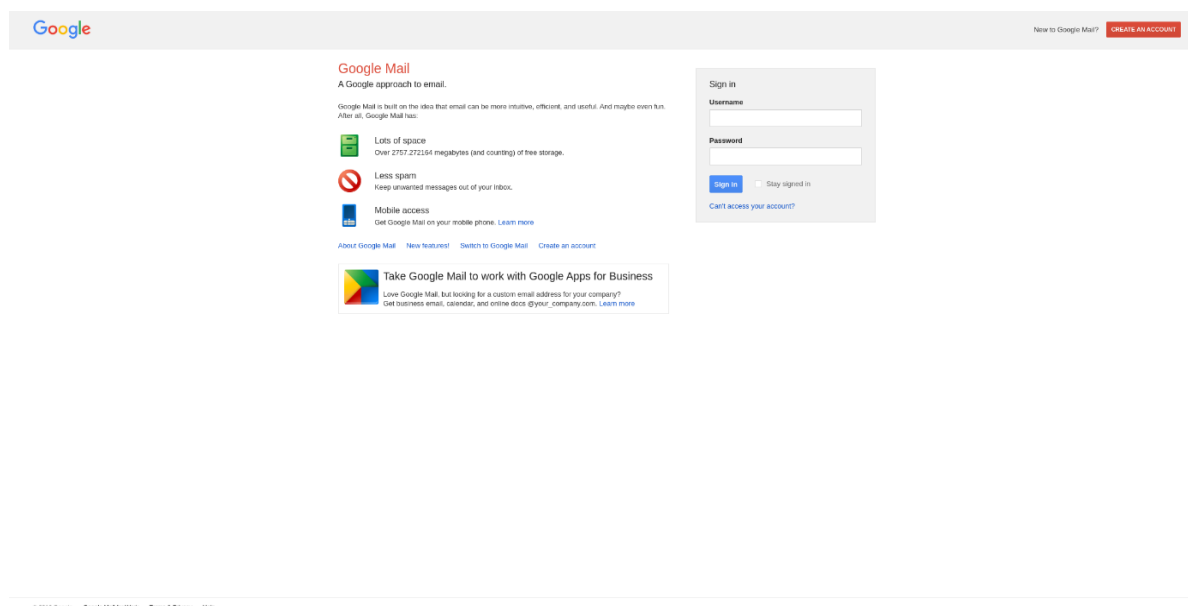 Google
New to Google Mail? CREATE AN ACCOUNT
Google Mail
A Google approach to email.
Google Mail is built on the idea that email can be more intuitive, efficient, and useful. And maybe even fun.
After all, Google Mail has:
Lots of space
Over 2757.272164 megabytes (and counting) of free storage.
Less spam
Keep unwanted messages out of your inbox.
Mobile access
Get Google Mail on your mobile phone. Learn more
About Google Mail New features! Switch to Google Mail Create an account
Take Google Mail to work with Google Apps for Business
Love Google Mail, but looking for a custom email address for your company?
Get business email, calendar, and online docs @your_company.com. Learn more
Sign in
Username
Password
Sign in Stay signed in
Can't access your account?